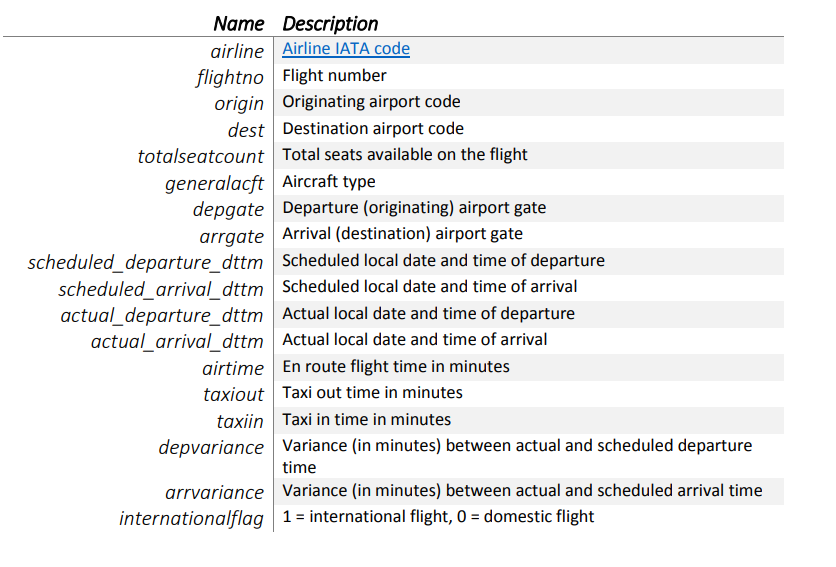 Name Description
airline Airline IATA code
flightno Flight number
origin Originating airport code
dest Destination airport code
totalseatcount Total seats available on the flight
generalacft Aircraft type
depgate Departure (originating) airport gate
arrgate Arrival (destination) airport gate
scheduled_departure_dttm Scheduled local date and time of departure
scheduled_arrival_dttm Scheduled local date and time of arrival
actual_departure_dttm Actual local date and time of departure
actual_arrival_dttm Actual local date and time of arrival
airtime En route flight time in minutes
taxiout Taxi out time in minutes
taxiin Taxi in time in minutes
depvariance Variance (in minutes) between actual and scheduled departure
time
arrvariance Variance (in minutes) between actual and scheduled arrival time
internationalflag 1 = international flight, 0 = domestic flight